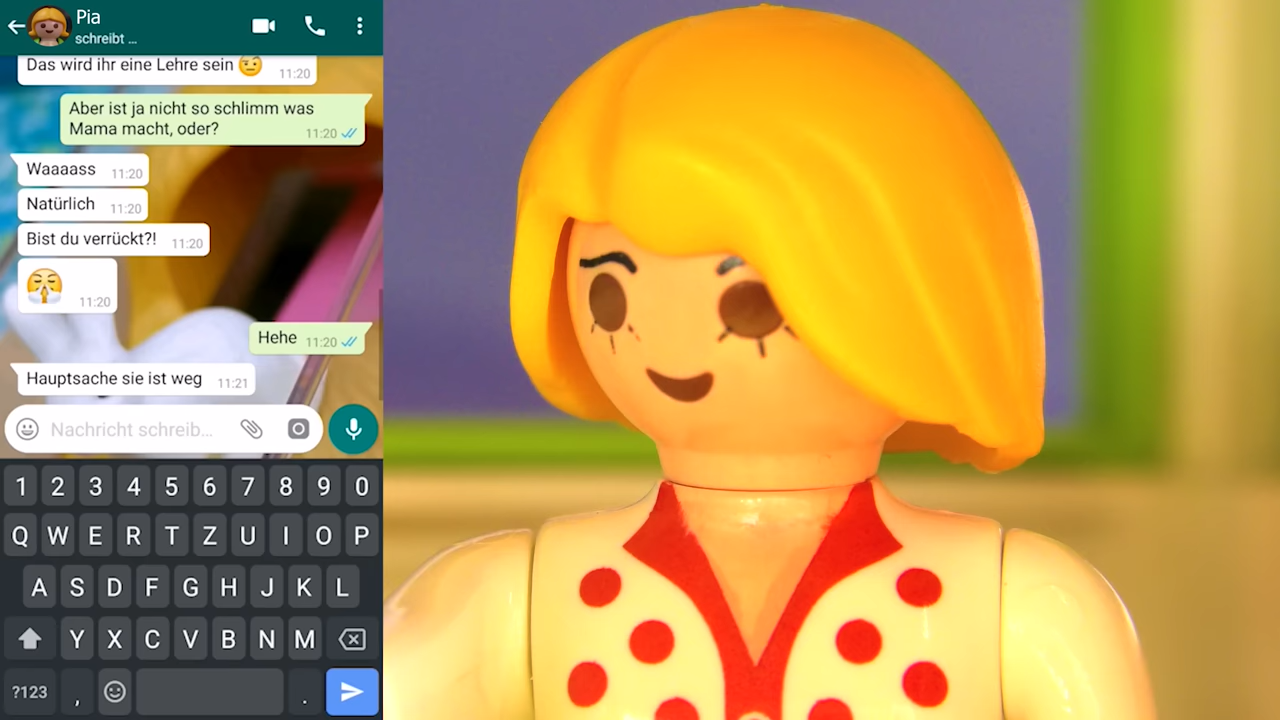 Pia
schreibt ...
Das wird ihr eine Lehre sein 🤨 11:20
Aber ist ja nicht so schlimm was
Mama macht, oder? 11:20
Waaaass 11:20
Natürlich 11:20
Bist du verrückt?! 11:20
😤 11:20
Hehe 11:20
Hauptsache sie ist weg 11:21
Nachricht schreib...
1 2 3 4 5 6 7 8 9 0
Q W E R T Z U I O P
A S D F G H J K L
Y X C V B N M
?123 , .